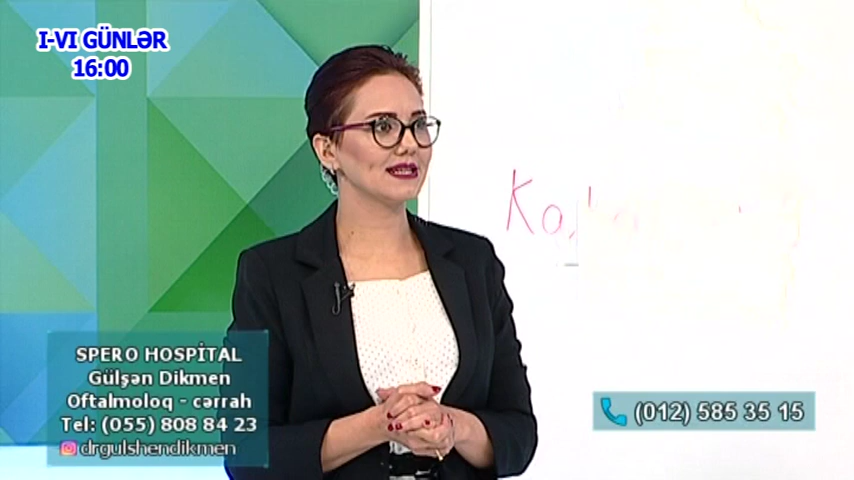 I-VI GÜNLƏR
16:00
SPERO HOSPİTAL
Gülşən Dikmen
Oftalmoloq - cərrah
Tel: (055) 808 84 23
drgulshendikmen
(012) 585 35 15